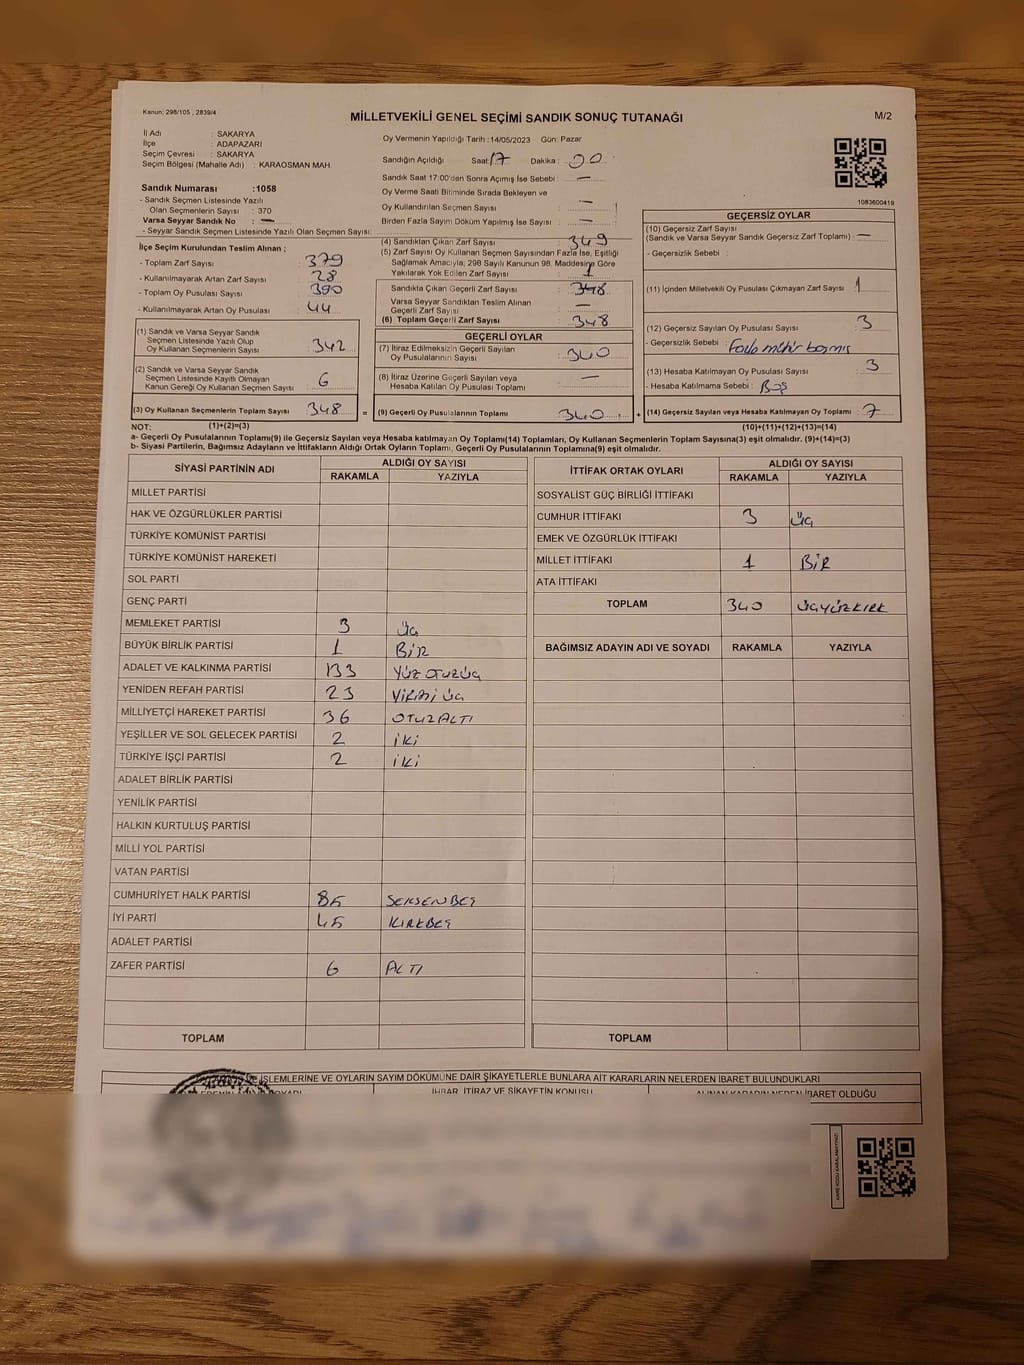 Kanun: 298/105 , 2839/4
MİLLETVEKİLİ GENEL SEÇİMİ SANDIK SONUÇ TUTANAĞI
M/2
İl Adı : SAKARYA
İlçe : ADAPAZARI
Seçim Çevresi : SAKARYA
Seçim Bölgesi (Mahalle Adı) : KARAOSMAN MAH.
Sandık Numarası :1058
- Sandık Seçmen Listesinde Yazılı
Olan Seçmenlerin Sayısı : 370
Varsa Seyyar Sandık No : —
- Seyyar Sandık Seçmen Listesinde Yazılı Olan Seçmen Sayısı:
Oy Vermenin Yapıldığı Tarih :14/05/2023 Gün: Pazar
Sandığın Açıldığı Saat: 17 Dakika : 00
Sandık Saat 17:00'den Sonra Açımış İse Sebebi : —
Oy Verme Saati Bitiminde Sırada Bekleyen ve
Oy Kullandırılan Seçmen Sayısı : —
Birden Fazla Sayım Döküm Yapılmış İse Sayısı : —
1083600419
İlçe Seçim Kurulundan Teslim Alınan ;
- Toplam Zarf Sayısı : 379
- Kullanılmayarak Artan Zarf Sayısı : 28
- Toplam Oy Pusulası Sayısı : 390
- Kullanılmayarak Artan Oy Pusulası : 44
(1) Sandık ve Varsa Seyyar Sandık
Seçmen Listesinde Yazılı Olup
Oy Kullanan Seçmenlerin Sayısı : 342
(2) Sandık ve Varsa Seyyar Sandık
Seçmen Listesinde Kayıtlı Olmayan
Kanun Gereği Oy Kullanan Seçmen Sayısı : 6
(3) Oy Kullanan Seçmenlerin Toplam Sayısı : 348 =
(4) Sandıktan Çıkan Zarf Sayısı : 349
(5) Zarf Sayısı Oy Kullanan Seçmen Sayısından Fazla İse, Eşitliği
Sağlamak Amacıyla; 298 Sayılı Kanunun 98. Maddesine Göre
Yakılarak Yok Edilen Zarf Sayısı : 1
Sandıkta Çıkan Geçerli Zarf Sayısı : 348
Varsa Seyyar Sandıktan Teslim Alınan
Geçerli Zarf Sayısı : —
(6) Toplam Geçerli Zarf Sayısı : 348
GEÇERLİ OYLAR
(7) İtiraz Edilmeksizin Geçerli Sayılan
Oy Pusulalarının Sayısı : 340
(8) İtiraz Üzerine Geçerli Sayılan veya
Hesaba Katılan Oy Pusulası Toplamı : —
(9) Geçerli Oy Pusulalarının Toplamı : 340 +
GEÇERSİZ OYLAR
(10) Geçersiz Zarf Sayısı
(Sandık ve Varsa Seyyar Sandık Geçersiz Zarf Toplamı) : —
- Geçersizlik Sebebi :
(11) İçinden Milletvekili Oy Pusulası Çıkmayan Zarf Sayısı : 1
(12) Geçersiz Sayılan Oy Pusulası Sayısı : 3
- Geçersizlik Sebebi : Fazla mühür basmış
(13) Hesaba Katılmayan Oy Pusulası Sayısı : 3
- Hesaba Katılmama Sebebi : Boş
(14) Geçersiz Sayılan veya Hesaba Katılmayan Oy Toplamı : 7
NOT: (1)+(2)=(3) (10)+(11)+(12)+(13)=(14)
a- Geçerli Oy Pusulalarının Toplamı(9) ile Geçersiz Sayılan veya Hesaba katılmayan Oy Toplamı(14) Toplamları, Oy Kullanan Seçmenlerin Toplam Sayısına(3) eşit olmalıdır. (9)+(14)=(3)
b- Siyasi Partilerin, Bağımsız Adayların ve İttifakların Aldığı Ortak Oyların Toplamı, Geçerli Oy Pusulalarının Toplamına(9) eşit olmalıdır.
SİYASİ PARTİNİN ADI ALDIĞI OY SAYISI
RAKAMLA YAZIYLA
MİLLET PARTİSİ
HAK VE ÖZGÜRLÜKLER PARTİSİ
TÜRKİYE KOMÜNİST PARTİSİ
TÜRKİYE KOMÜNİST HAREKETİ
SOL PARTİ
GENÇ PARTİ
MEMLEKET PARTİSİ 3 ÜÇ
BÜYÜK BİRLİK PARTİSİ 1 BİR
ADALET VE KALKINMA PARTİSİ 133 YÜZ OTUZÜÇ
YENİDEN REFAH PARTİSİ 23 YİRMİ ÜÇ
MİLLİYETÇİ HAREKET PARTİSİ 36 OTUZALTI
YEŞİLLER VE SOL GELECEK PARTİSİ 2 İKİ
TÜRKİYE İŞÇİ PARTİSİ 2 İKİ
ADALET BİRLİK PARTİSİ
YENİLİK PARTİSİ
HALKIN KURTULUŞ PARTİSİ
MİLLİ YOL PARTİSİ
VATAN PARTİSİ
CUMHURİYET HALK PARTİSİ 85 SEKSENBEŞ
İYİ PARTİ 45 KIRKBEŞ
ADALET PARTİSİ
ZAFER PARTİSİ 6 ALTI
TOPLAM
İTTİFAK ORTAK OYLARI ALDIĞI OY SAYISI
RAKAMLA YAZIYLA
SOSYALİST GÜÇ BİRLİĞİ İTTİFAKI
CUMHUR İTTİFAKI 3 ÜÇ
EMEK VE ÖZGÜRLÜK İTTİFAKI
MİLLET İTTİFAKI 1 BİR
ATA İTTİFAKI
TOPLAM 340 ÜÇYÜZKIRK
BAĞIMSIZ ADAYIN ADI VE SOYADI RAKAMLA YAZIYLA
TOPLAM
İŞLEMLERİNE VE OYLARIN SAYIM DÖKÜMÜNE DAİR ŞİKAYETLERLE BUNLARA AİT KARARLARIN NELERDEN İBARET BULUNDUKLARI
İHBAR, İTİRAZ VE ŞİKAYETİN KONUSU ALINAN KARARIN NEDEN İBARET OLDUĞU
KARE KODU KARALAMAYINIZ!